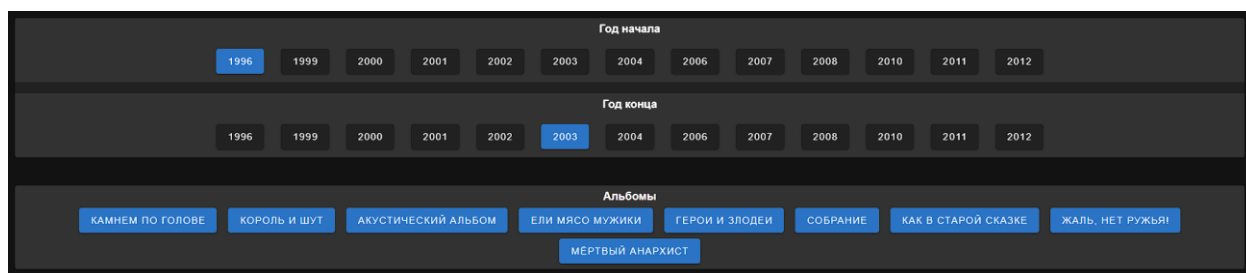 Год начала
1996 1999 2000 2001 2002 2003 2004 2006 2007 2008 2010 2011 2012
Год конца
1996 1999 2000 2001 2002 2003 2004 2006 2007 2008 2010 2011 2012
Альбомы
КАМНЕМ ПО ГОЛОВЕ КОРОЛЬ И ШУТ АКУСТИЧЕСКИЙ АЛЬБОМ ЕЛИ МЯСО МУЖИКИ ГЕРОИ И ЗЛОДЕИ СОБРАНИЕ КАК В СТАРОЙ СКАЗКЕ ЖАЛЬ, НЕТ РУЖЬЯ!
МЁРТВЫЙ АНАРХИСТ